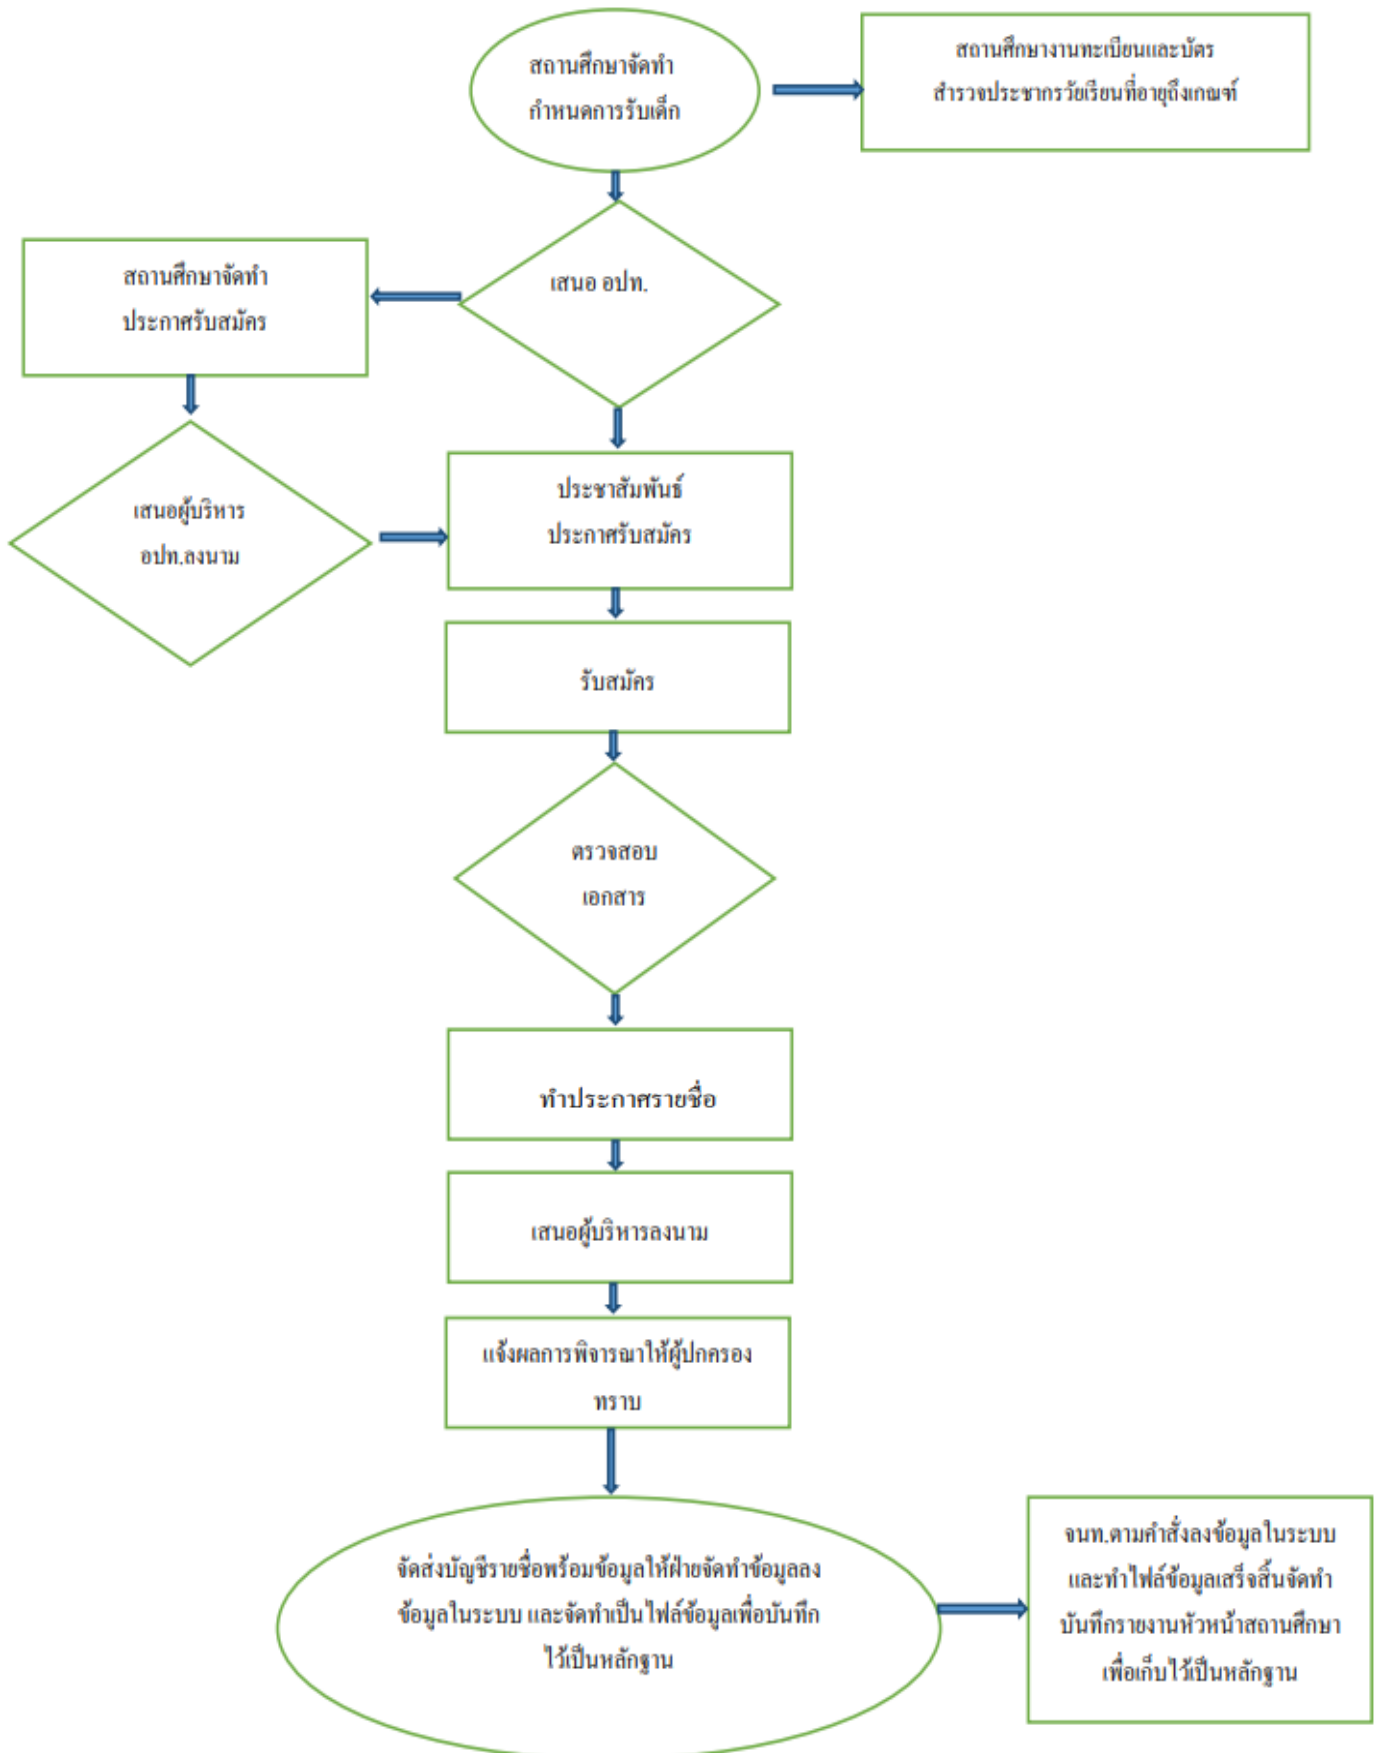 สถานศึกษาจัดทำ
กำหนดการรับเด็ก
สถานศึกษางานทะเบียนและบัตร
สำรวจประชากรวัยเรียนที่อายุถึงเกณฑ์
เสนอ อปท.
สถานศึกษาจัดทำ
ประกาศรับสมัคร
เสนอผู้บริหาร
อปท.ลงนาม
ประชาสัมพันธ์
ประกาศรับสมัคร
รับสมัคร
ตรวจสอบ
เอกสาร
ทำประกาศรายชื่อ
เสนอผู้บริหารลงนาม
แจ้งผลการพิจารณาให้ผู้ปกครอง
ทราบ
จัดส่งบัญชีรายชื่อพร้อมข้อมูลให้ฝ่ายจัดทำข้อมูลลง
ข้อมูลในระบบ และจัดทำเป็นไฟล์ข้อมูลเพื่อบันทึก
ไว้เป็นหลักฐาน
จนท.ตามคำสั่งลงข้อมูลในระบบ
และทำไฟล์ข้อมูลเสร็จสิ้นจัดทำ
บันทึกรายงานหัวหน้าสถานศึกษา
เพื่อเก็บไว้เป็นหลักฐาน